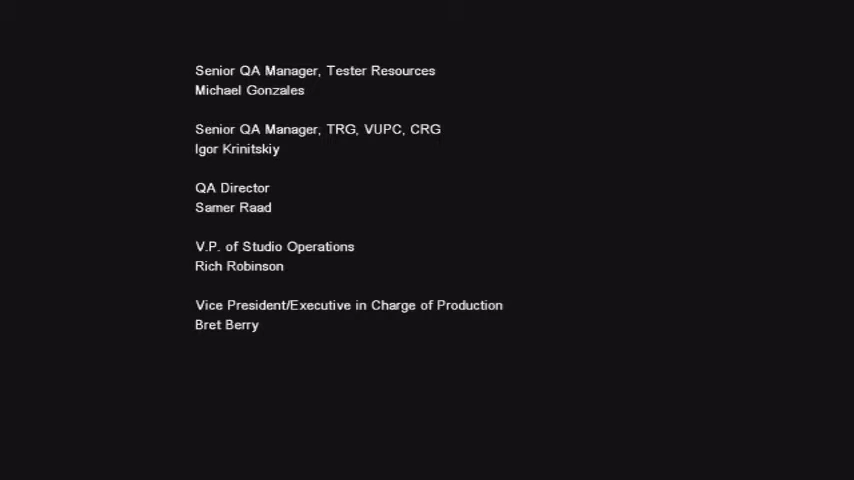 Senior QA Manager, Tester Resources
Michael Gonzales
Senior QA Manager, TRG, VUPC, CRG
Igor Krinitskiy
QA Director
Samer Raad
V.P. of Studio Operations
Rich Robinson
Vice President/Executive in Charge of Production
Bret Berry